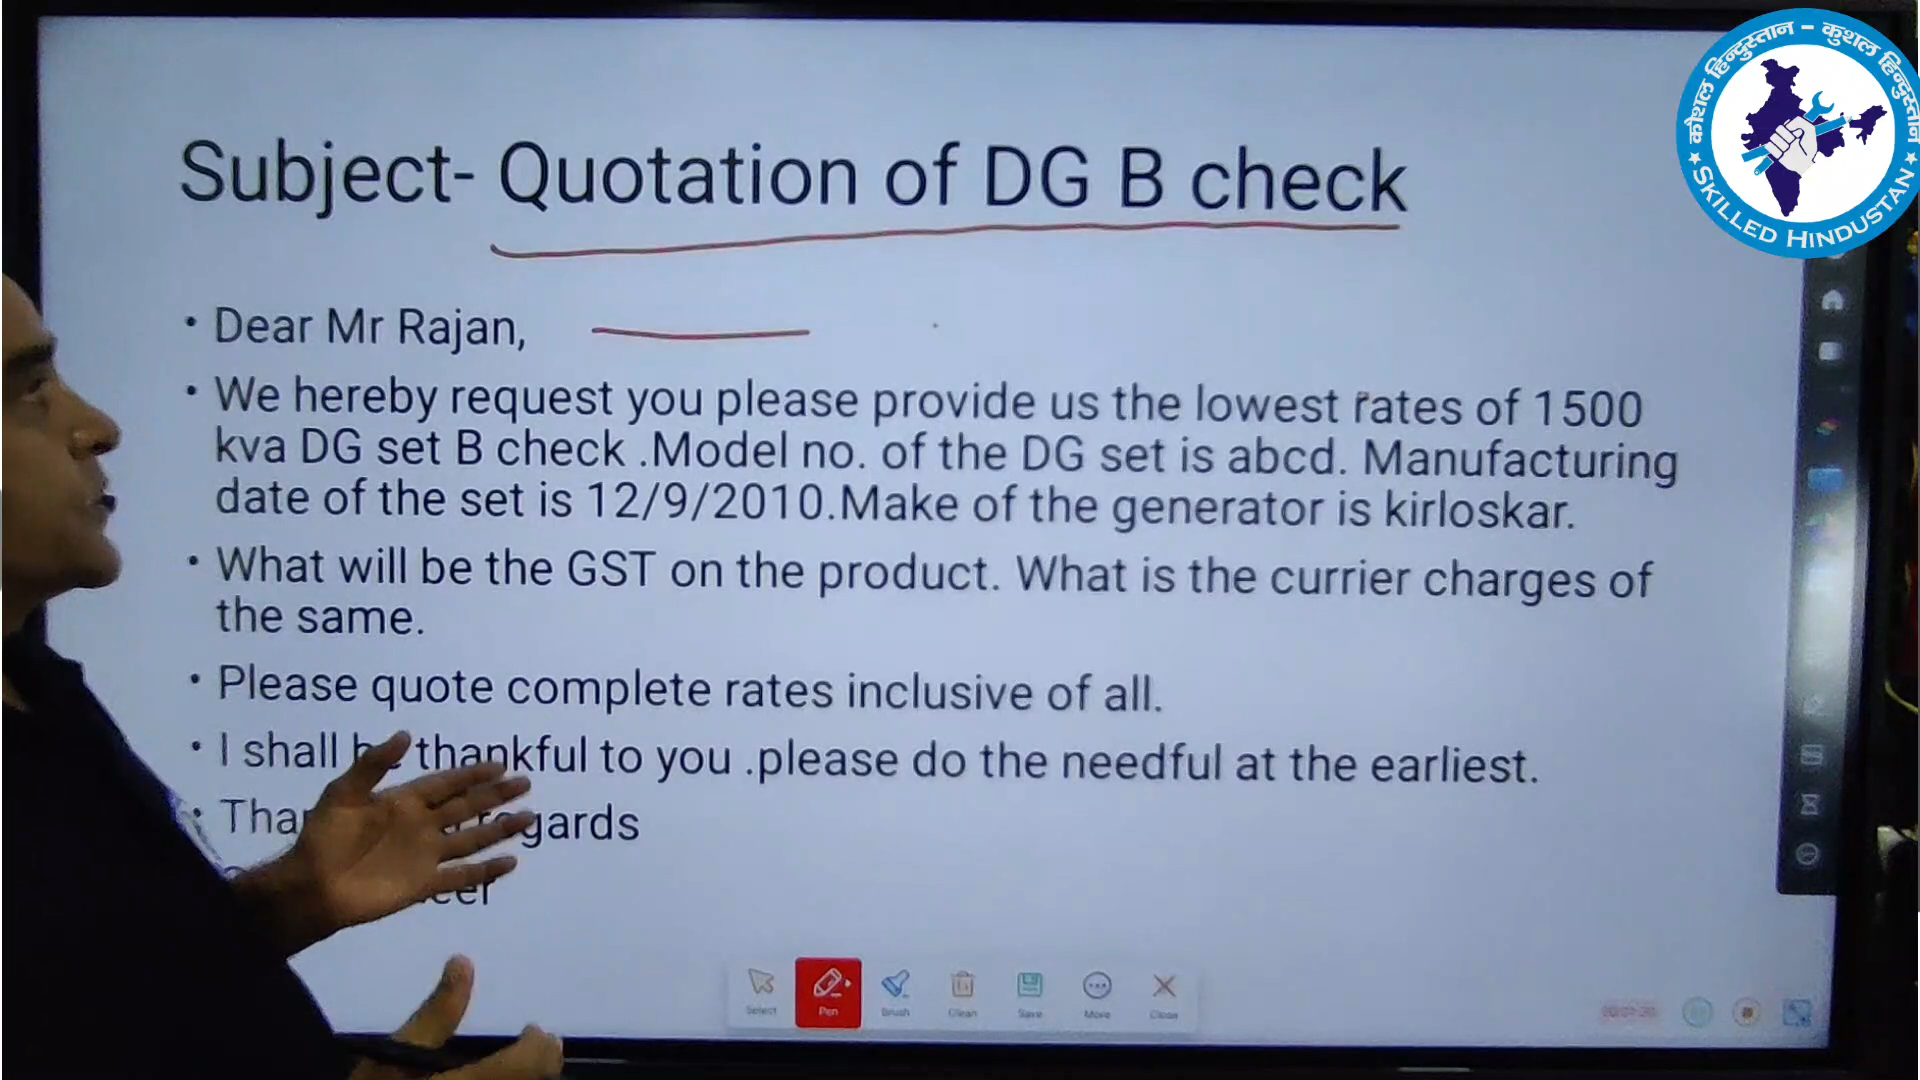 Subject- Quotation of DG B check
• Dear Mr Rajan,
• We hereby request you please provide us the lowest rates of 1500
kva DG set B check .Model no. of the DG set is abcd. Manufacturing
date of the set is 12/9/2010.Make of the generator is kirloskar.
• What will be the GST on the product. What is the currier charges of
the same.
• Please quote complete rates inclusive of all.
• I shall be thankful to you .please do the needful at the earliest.
• regards
Select Pen Brush Clean Save Move Close
कौशल हिन्दुस्तान – कुशल हिन्दुस्तान
★ SKILLED HINDUSTAN ★